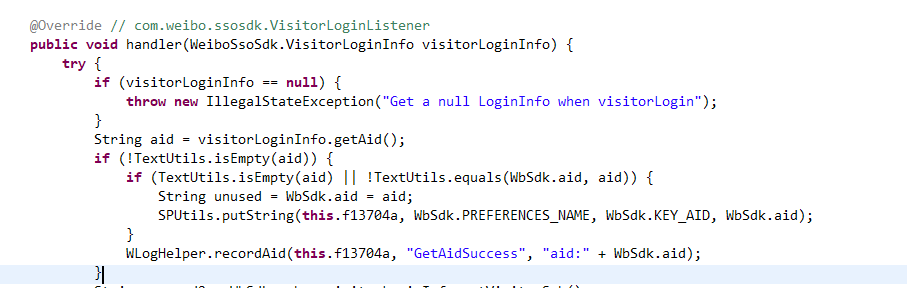 @Override // com.weibo.ssosdk.VisitorLoginListener
public void handler(WeiboSsoSdk.VisitorLoginInfo visitorLoginInfo) {
    try {
        if (visitorLoginInfo == null) {
            throw new IllegalStateException("Get a null LoginInfo when visitorLogin");
        }
        String aid = visitorLoginInfo.getAid();
        if (!TextUtils.isEmpty(aid)) {
            if (TextUtils.isEmpty(aid) || !TextUtils.equals(WbSdk.aid, aid)) {
                String unused = WbSdk.aid = aid;
                SPUtils.putString(this.f13704a, WbSdk.PREFERENCES_NAME, WbSdk.KEY_AID, WbSdk.aid);
            }
            WLogHelper.recordAid(this.f13704a, "GetAidSuccess", "aid:" + WbSdk.aid);
        }